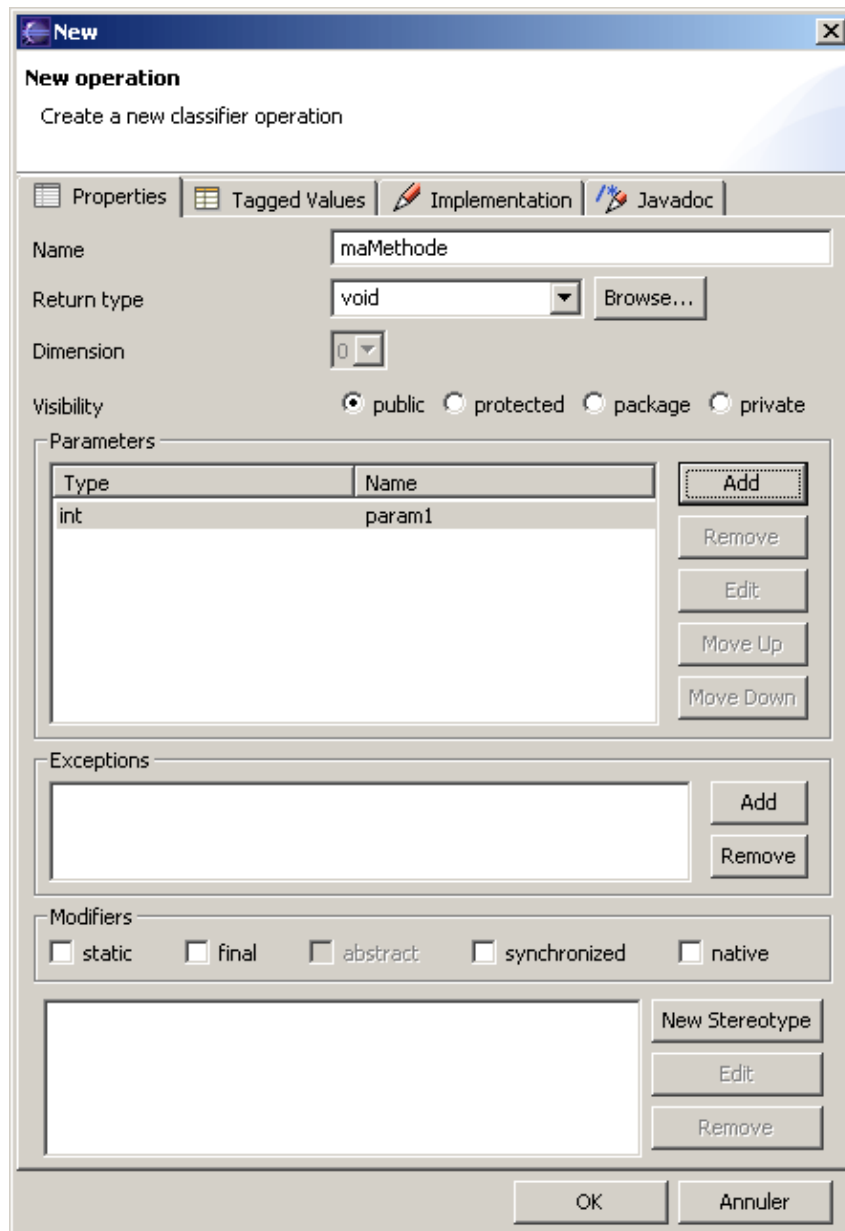 New
New operation
Create a new classifier operation
Properties Tagged Values Implementation Javadoc
Name maMethode
Return type void Browse...
Dimension 0
Visibility public protected package private
Parameters
Type Name Add
int param1
Remove
Edit
Move Up
Move Down
Exceptions
Add
Remove
Modifiers
static final abstract synchronized native
New Stereotype
Edit
Remove
OK Annuler